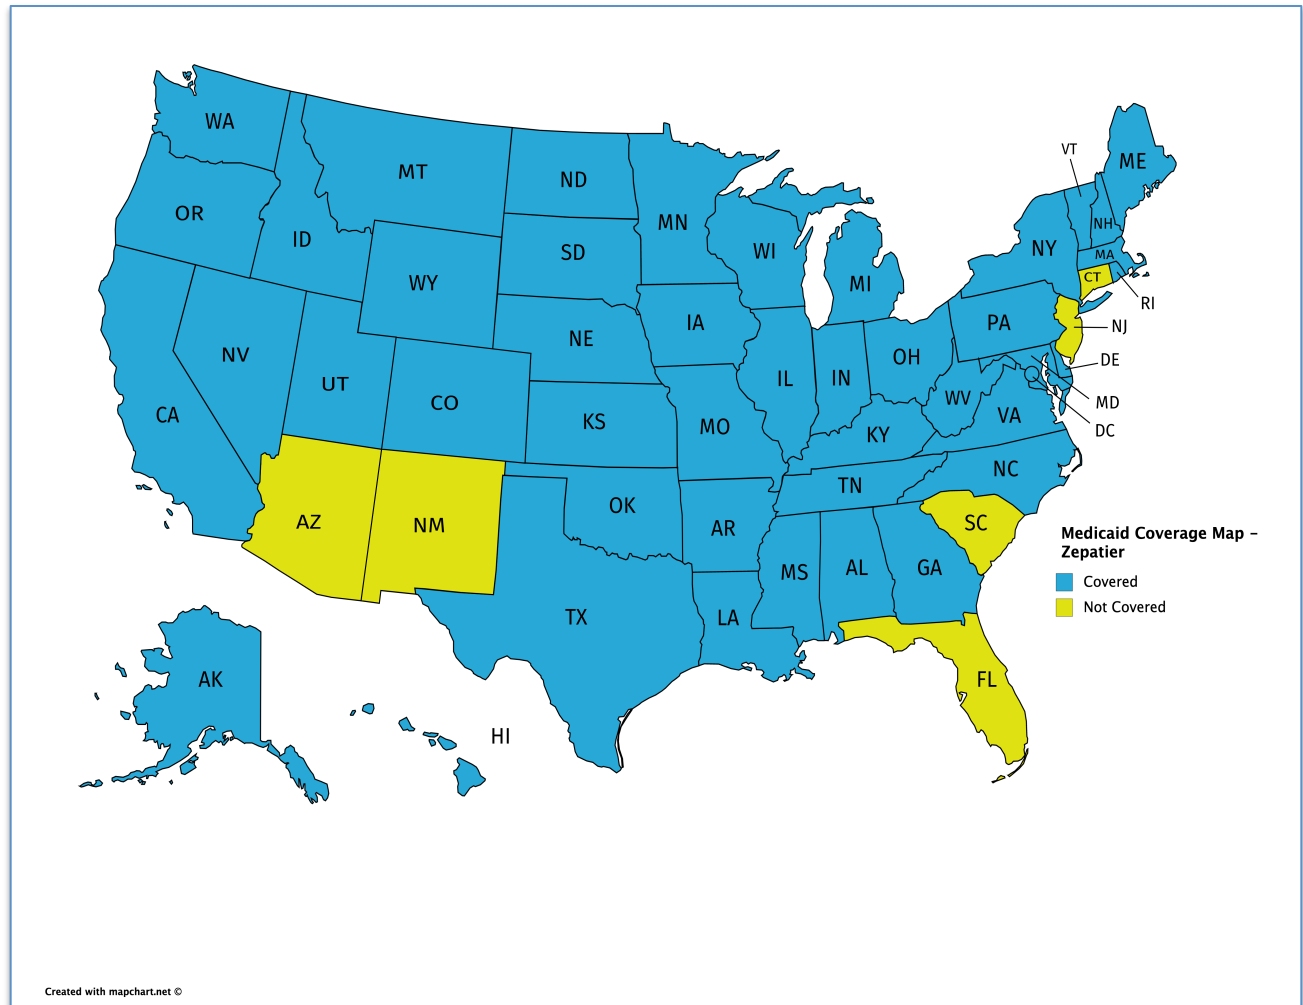 WA
MT
ND
MN
OR
ID
SD
WI
MI
NY
VT
NH
ME
MA
CT
RI
WY
IA
PA
NJ
NE
OH
DE
NV
UT
CO
IL
IN
WV
MD
CA
KS
MO
KY
VA
DC
AZ
NM
OK
AR
TN
NC
SC
Medicaid Coverage Map –
Zepatier
Covered
Not Covered
MS
AL
GA
TX
LA
FL
AK
HI
Created with mapchart.net ©